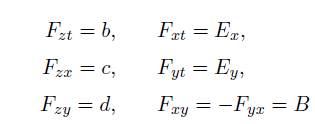 F_{zt} = b, F_{xt} = E_x,
F_{zx} = c, F_{yt} = E_y,
F_{zy} = d, F_{xy} = -F_{yx} = B